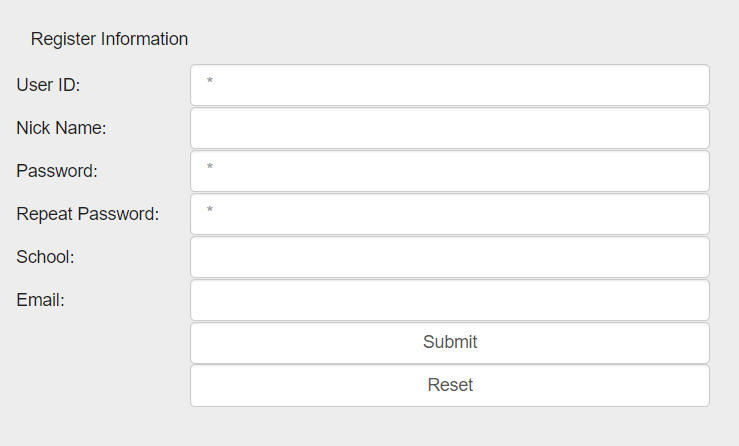 Register Information
User ID: *
Nick Name:
Password: *
Repeat Password: *
School:
Email:
Submit
Reset